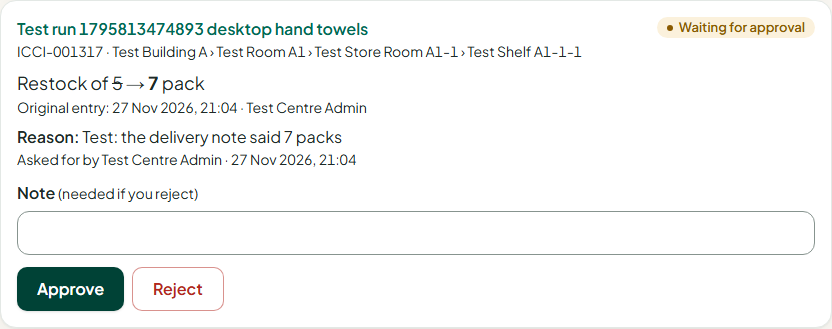 Test run 1795813474893 desktop hand towels
Waiting for approval
ICCI-001317 · Test Building A › Test Room A1 › Test Store Room A1-1 › Test Shelf A1-1-1
Restock of 5 → 7 pack
Original entry: 27 Nov 2026, 21:04 · Test Centre Admin
Reason: Test: the delivery note said 7 packs
Asked for by Test Centre Admin · 27 Nov 2026, 21:04
Note (needed if you reject)
Approve
Reject